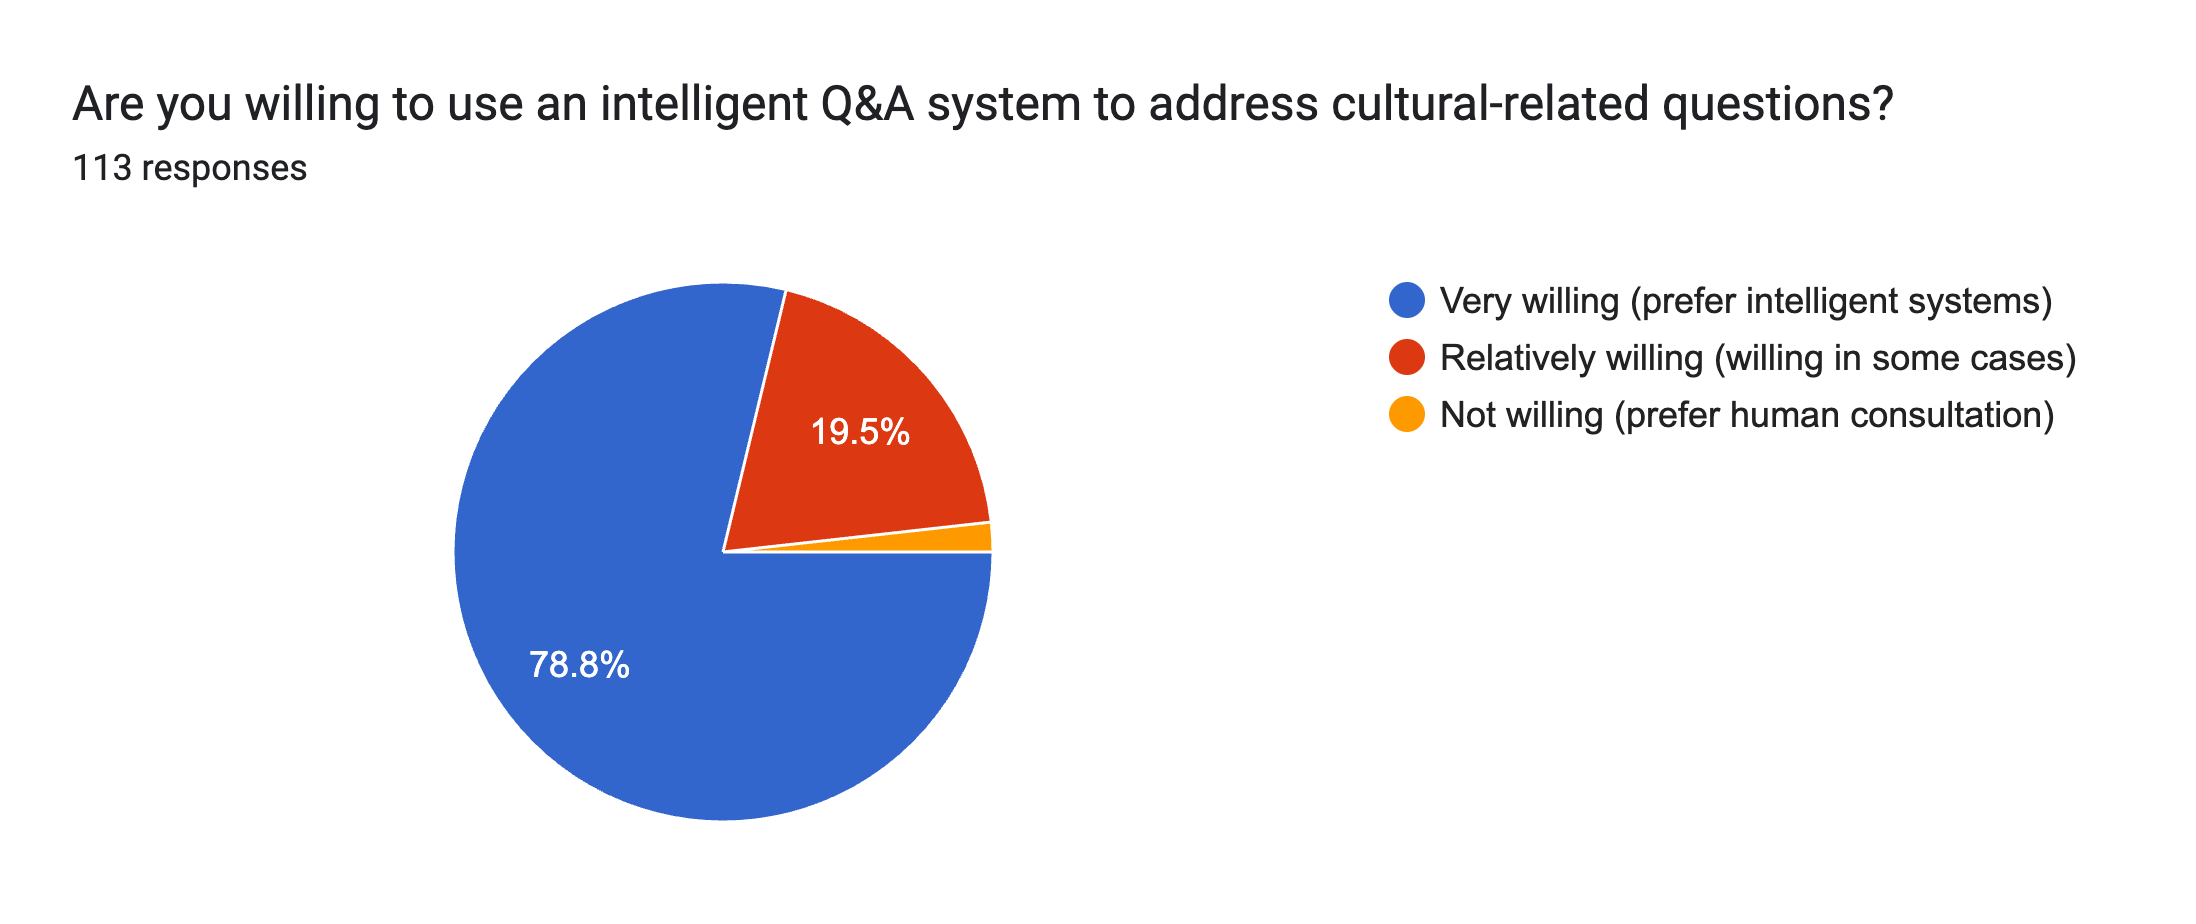 Are you willing to use an intelligent Q&A system to address cultural-related questions?
113 responses
Very willing (prefer intelligent systems)
Relatively willing (willing in some cases)
Not willing (prefer human consultation)
19.5%
78.8%